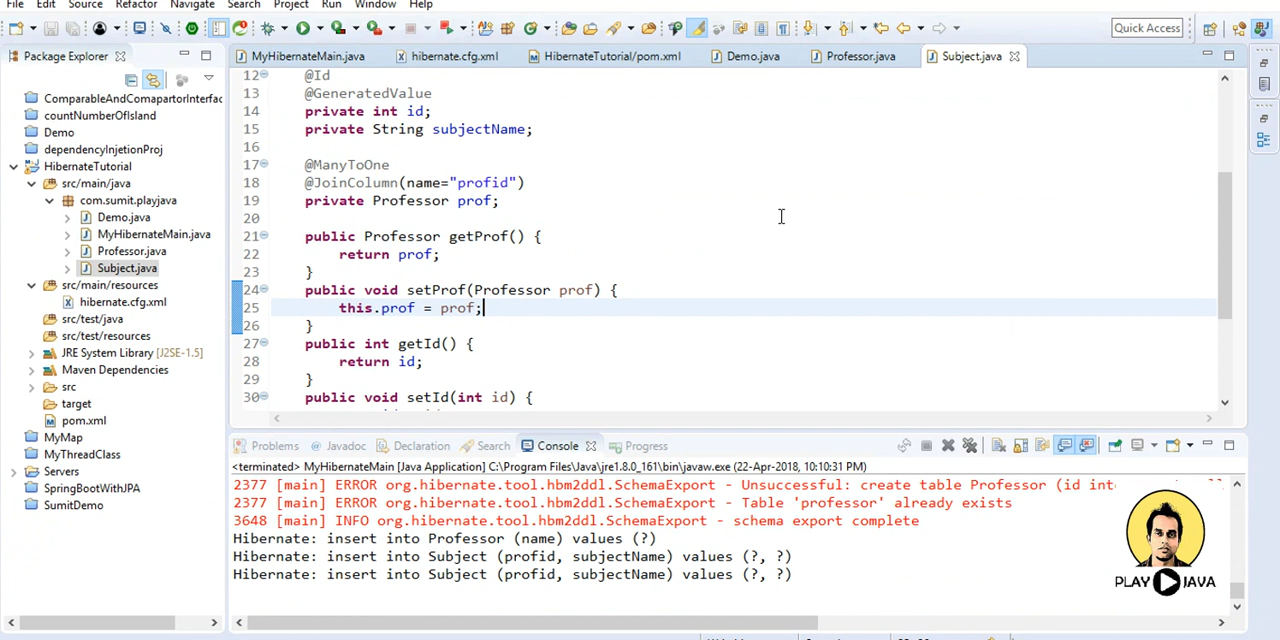 File Edit Source Refactor Navigate Search Project Run Window Help
Quick Access
Package Explorer
MyHibernateMain.java hibernate.cfg.xml HibernateTutorial/pom.xml Demo.java Professor.java Subject.java
ComparableAndComapartorInterfac
countNumberOfIsland
Demo
dependencyInjetionProj
HibernateTutorial
src/main/java
com.sumit.playjava
Demo.java
MyHibernateMain.java
Professor.java
Subject.java
src/main/resources
hibernate.cfg.xml
src/test/java
src/test/resources
JRE System Library [J2SE-1.5]
Maven Dependencies
src
target
pom.xml
MyMap
MyThreadClass
Servers
SpringBootWithJPA
SumitDemo
12 @Id
13 @GeneratedValue
14 private int id;
15 private String subjectName;
16
17 @ManyToOne
18 @JoinColumn(name="profid")
19 private Professor prof;
20
21 public Professor getProf() {
22 return prof;
23 }
24 public void setProf(Professor prof) {
25 this.prof = prof;
26 }
27 public int getId() {
28 return id;
29 }
30 public void setId(int id) {
Problems Javadoc Declaration Search Console Progress
<terminated> MyHibernateMain [Java Application] C:\Program Files\Java\jre1.8.0_161\bin\javaw.exe (22-Apr-2018, 10:10:31 PM)
2377 [main] ERROR org.hibernate.tool.hbm2ddl.SchemaExport - Unsuccessful: create table Professor (id inte
2377 [main] ERROR org.hibernate.tool.hbm2ddl.SchemaExport - Table 'professor' already exists
3648 [main] INFO org.hibernate.tool.hbm2ddl.SchemaExport - schema export complete
Hibernate: insert into Professor (name) values (?)
Hibernate: insert into Subject (profid, subjectName) values (?, ?)
Hibernate: insert into Subject (profid, subjectName) values (?, ?)
PLAY JAVA